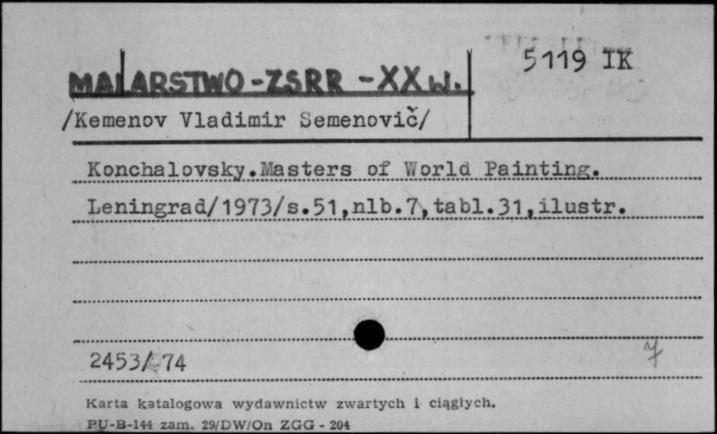 5119 IK
MALARSTWO-ZSRR-XX w.
/Kemenov Vladimir Semenovič/
Konchalovsky.Masters of World Painting.
Leningrad/1973/s.51,nlb.7,tabl.31,ilustr.
2453/74
7
Karta katalogowa wydawnictw zwartych i ciągłych.
PU-B-144 zam. 29/DW/On ZGG - 204